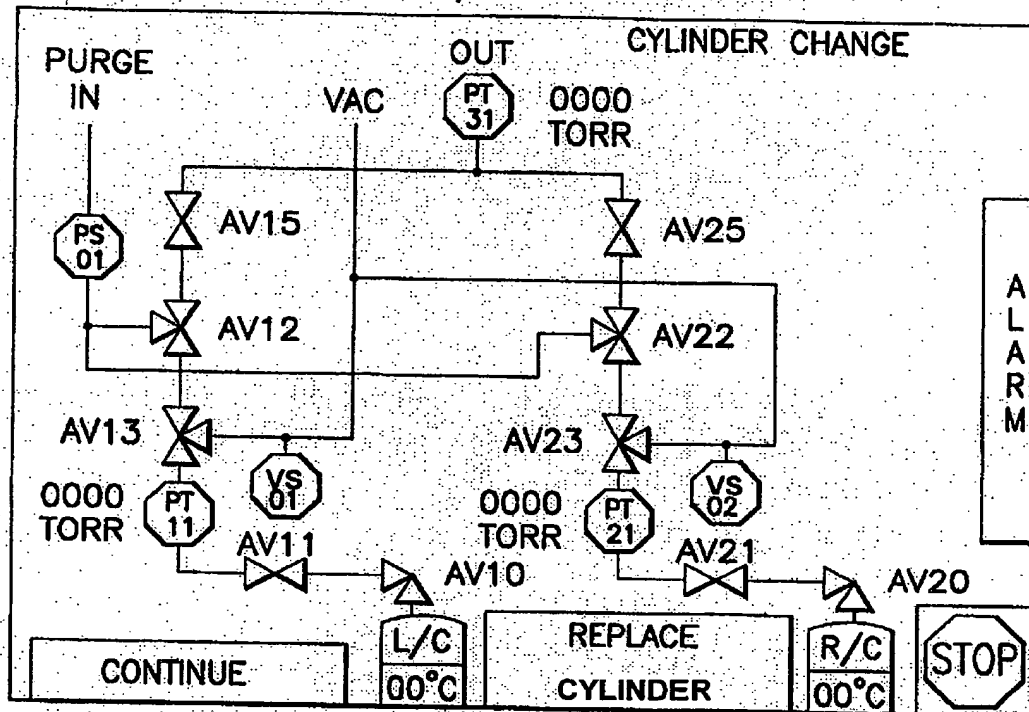 CYLINDER CHANGE
PURGE
IN
VAC
OUT
PT
31
0000
TORR
PS
01
AV15
AV25
AV12
AV22
AV13
AV23
VS
01
VS
02
0000
TORR
PT
11
0000
TORR
PT
21
AV11
AV10
AV21
AV20
L/C
00°C
R/C
00°C
CONTINUE
REPLACE
CYLINDER
STOP
A
L
A
R
M